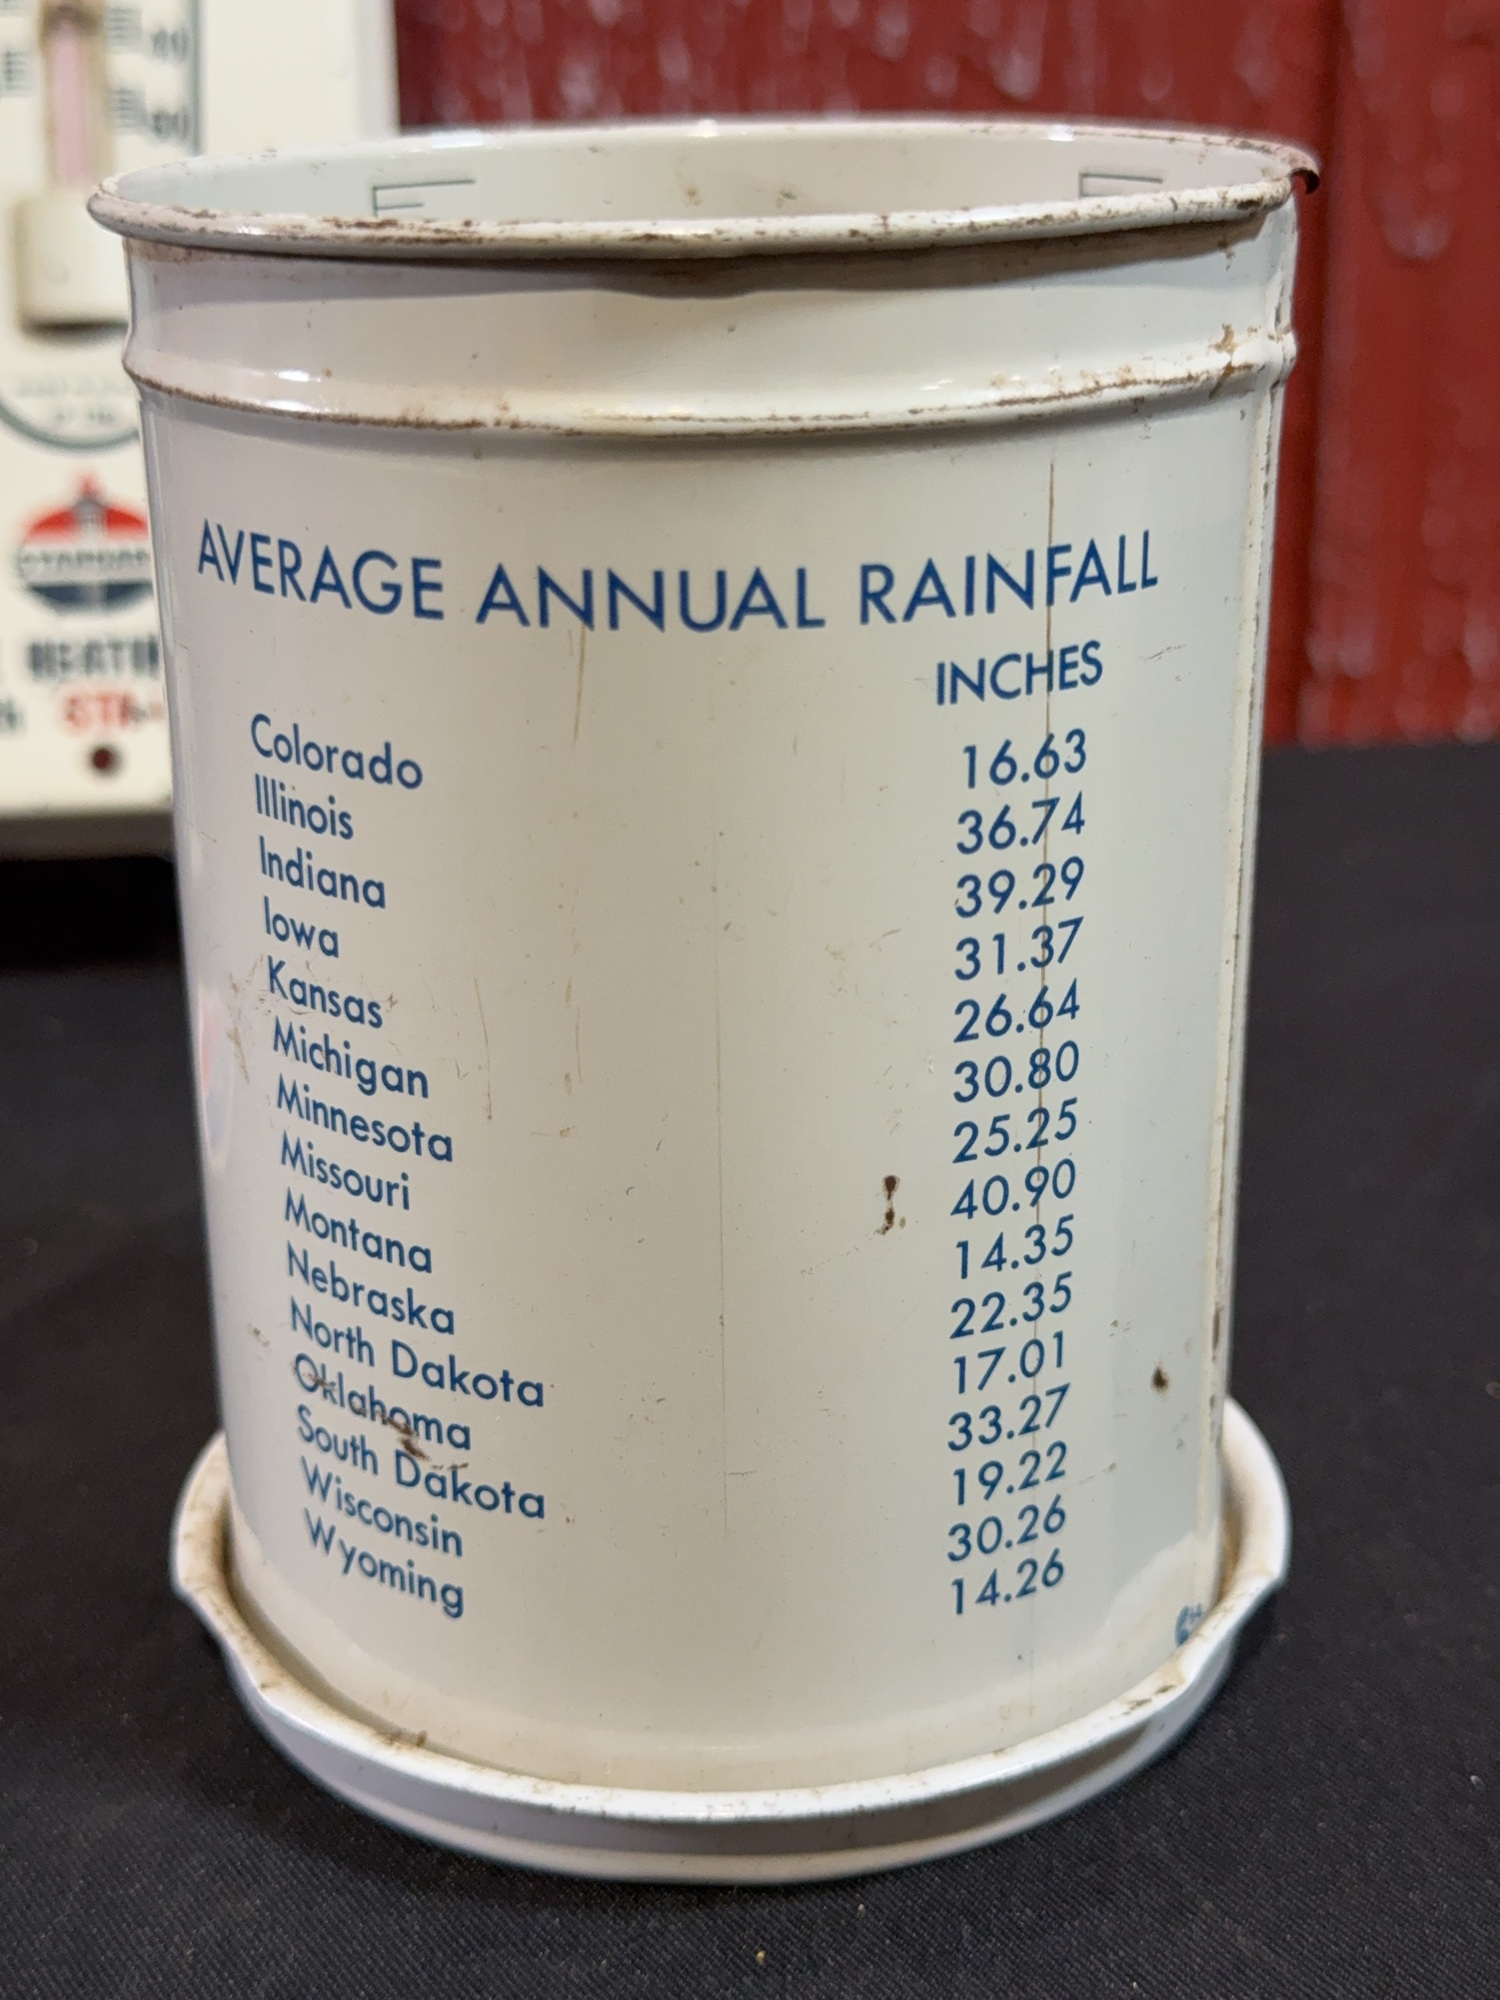 STANDARD
AVERAGE ANNUAL RAINFALL
INCHES
Colorado 16.63
Illinois 36.74
Indiana 39.29
Iowa 31.37
Kansas 26.64
Michigan 30.80
Minnesota 25.25
Missouri 40.90
Montana 14.35
Nebraska 22.35
North Dakota 17.01
Oklahoma 33.27
South Dakota 19.22
Wisconsin 30.26
Wyoming 14.26